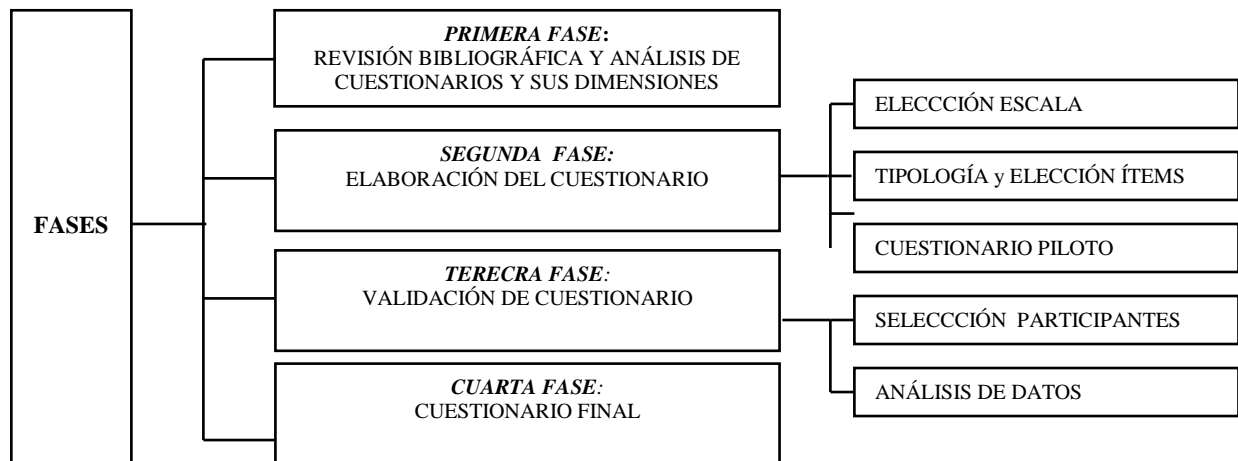 FASES
PRIMERA FASE:
REVISIÓN BIBLIOGRÁFICA Y ANÁLISIS DE
CUESTIONARIOS Y SUS DIMENSIONES
SEGUNDA FASE:
ELABORACIÓN DEL CUESTIONARIO
ELECCCIÓN ESCALA
TIPOLOGÍA y ELECCIÓN ÍTEMS
CUESTIONARIO PILOTO
TERECRA FASE:
VALIDACIÓN DE CUESTIONARIO
SELECCCIÓN PARTICIPANTES
ANÁLISIS DE DATOS
CUARTA FASE:
CUESTIONARIO FINAL